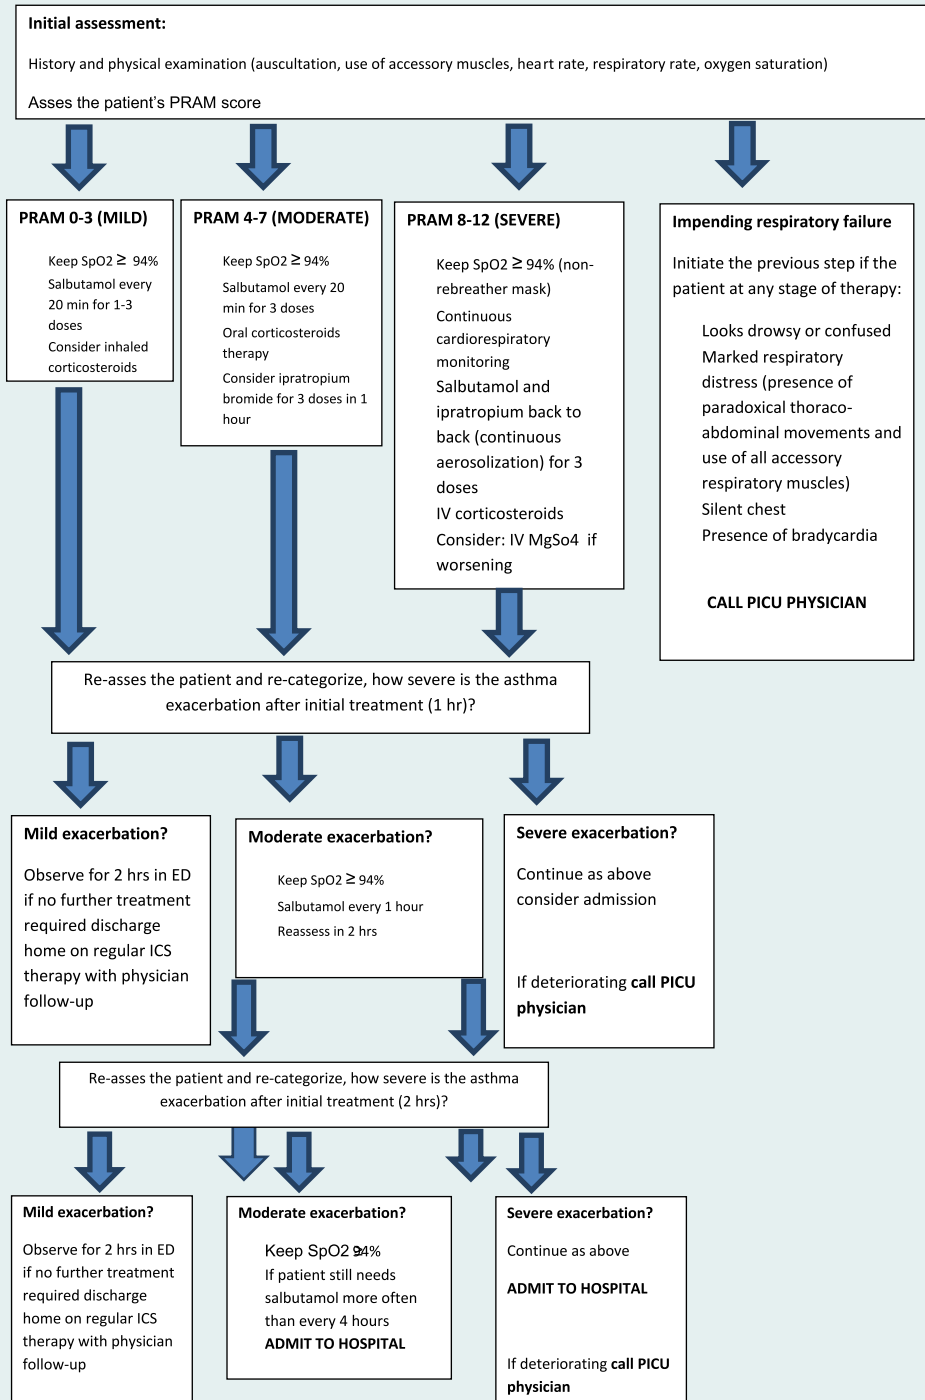 Initial assessment:
History and physical examination (auscultation, use of accessory muscles, heart rate, respiratory rate, oxygen saturation)
Asses the patient's PRAM score
PRAM 0-3 (MILD)
Keep SpO2 ≥ 94%
Salbutamol every
20 min for 1-3
doses
Consider inhaled
corticosteroids
PRAM 4-7 (MODERATE)
Keep SpO2 ≥ 94%
Salbutamol every 20
min for 3 doses
Oral corticosteroids
therapy
Consider ipratropium
bromide for 3 doses in 1
hour
PRAM 8-12 (SEVERE)
Keep SpO2 ≥ 94% (non-
rebreather mask)
Continuous
cardiorespiratory
monitoring
Salbutamol and
ipratropium back to
back (continuous
aerosolization) for 3
doses
IV corticosteroids
Consider: IV MgSo4 if
worsening
Impending respiratory failure
Initiate the previous step if the
patient at any stage of therapy:
Looks drowsy or confused
Marked respiratory
distress (presence of
paradoxical thoraco-
abdominal movements and
use of all accessory
respiratory muscles)
Silent chest
Presence of bradycardia
CALL PICU PHYSICIAN
Re-asses the patient and re-categorize, how severe is the asthma
exacerbation after initial treatment (1 hr)?
Mild exacerbation?
Observe for 2 hrs in ED
if no further treatment
required discharge
home on regular ICS
therapy with physician
follow-up
Moderate exacerbation?
Keep SpO2 ≥ 94%
Salbutamol every 1 hour
Reassess in 2 hrs
Severe exacerbation?
Continue as above
consider admission
If deteriorating call PICU
physician
Re-asses the patient and re-categorize, how severe is the asthma
exacerbation after initial treatment (2 hrs)?
Mild exacerbation?
Observe for 2 hrs in ED
if no further treatment
required discharge
home on regular ICS
therapy with physician
follow-up
Moderate exacerbation?
Keep SpO2 ≥94%
If patient still needs
salbutamol more often
than every 4 hours
ADMIT TO HOSPITAL
Severe exacerbation?
Continue as above
ADMIT TO HOSPITAL
If deteriorating call PICU
physician